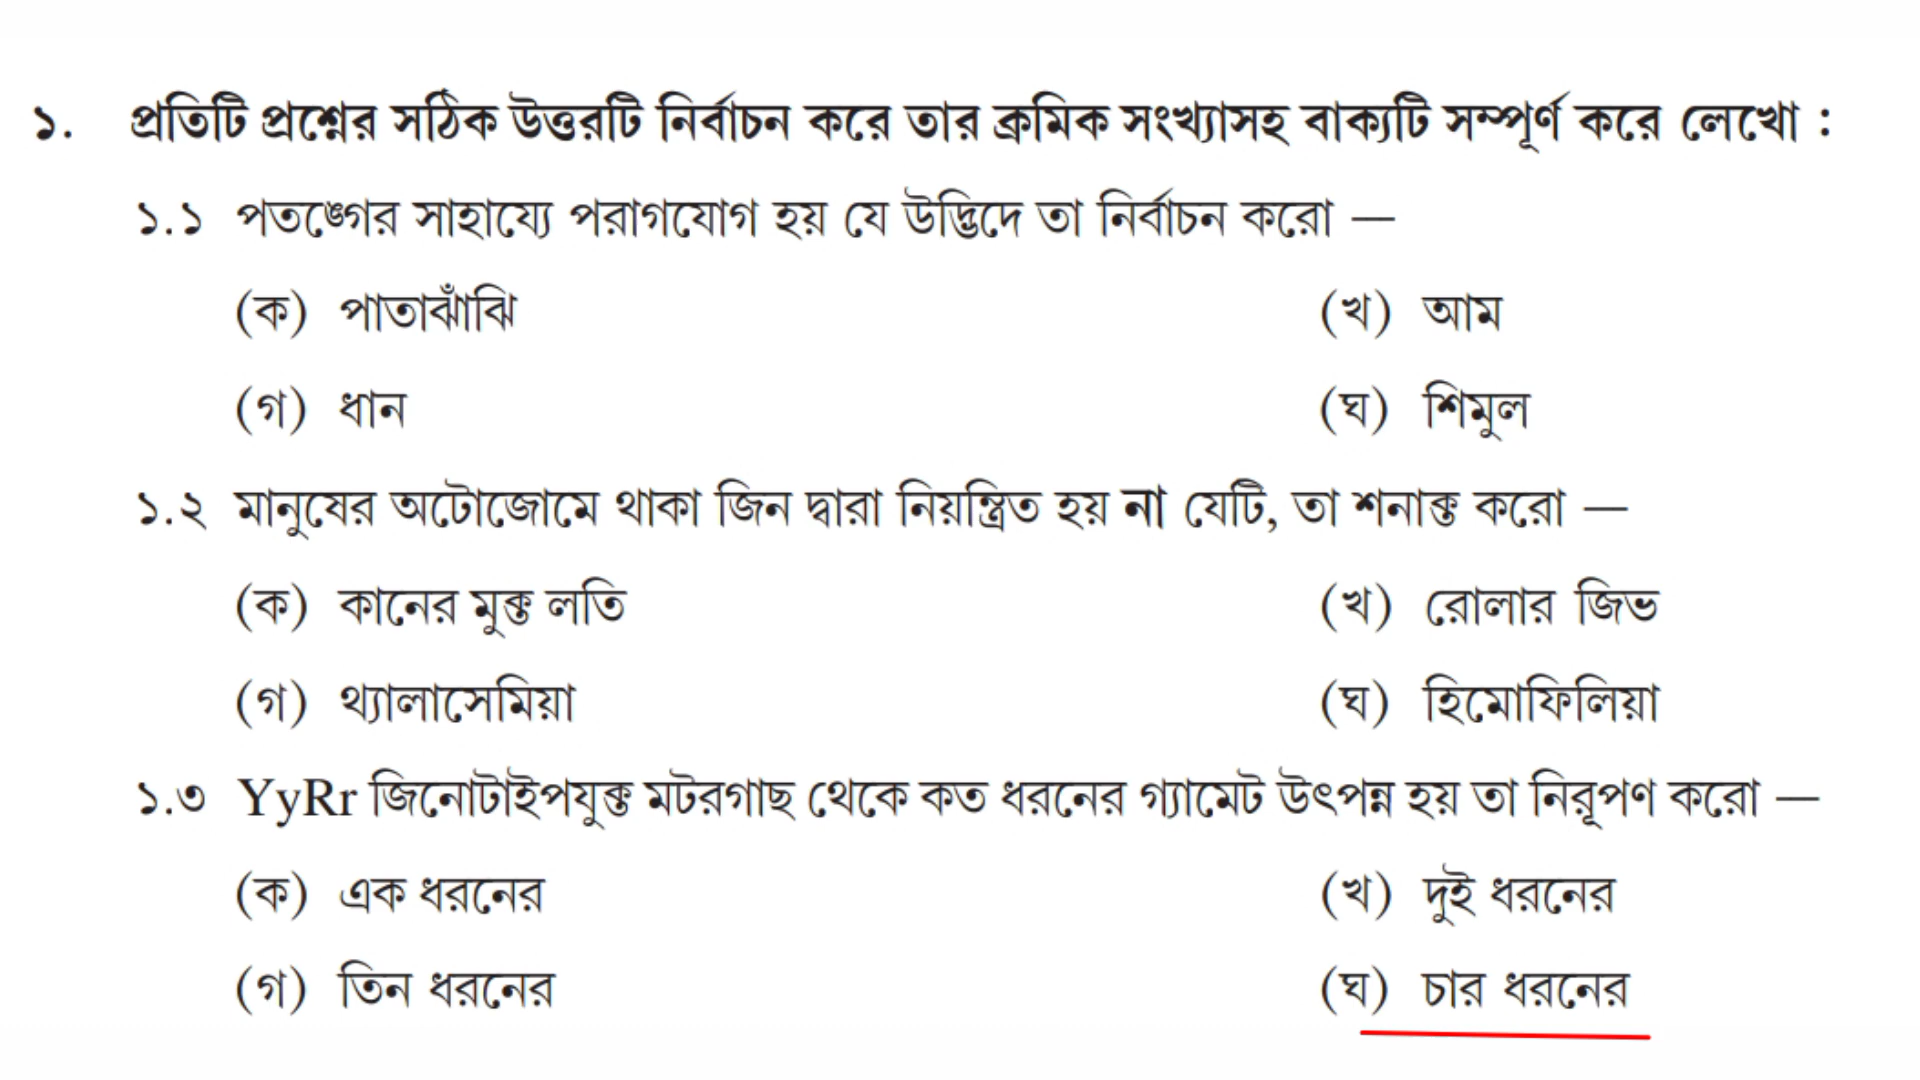 ১. প্রতিটি প্রশ্নের সঠিক উত্তরটি নির্বাচন করে তার ক্রমিক সংখ্যাসহ বাক্যটি সম্পূর্ণ করে লেখো :
১.১ পতঙ্গের সাহায্যে পরাগযোগ হয় যে উদ্ভিদে তা নির্বাচন করো —
(ক) পাতাঝাঁঝি (খ) আম
(গ) ধান (ঘ) শিমুল
১.২ মানুষের অটোজোমে থাকা জিন দ্বারা নিয়ন্ত্রিত হয় না যেটি, তা শনাক্ত করো —
(ক) কানের মুক্ত লতি (খ) রোলার জিভ
(গ) থ্যালাসেমিয়া (ঘ) হিমোফিলিয়া
১.৩ YyRr জিনোটাইপযুক্ত মটরগাছ থেকে কত ধরনের গ্যামেট উৎপন্ন হয় তা নিরূপণ করো —
(ক) এক ধরনের (খ) দুই ধরনের
(গ) তিন ধরনের (ঘ) চার ধরনের